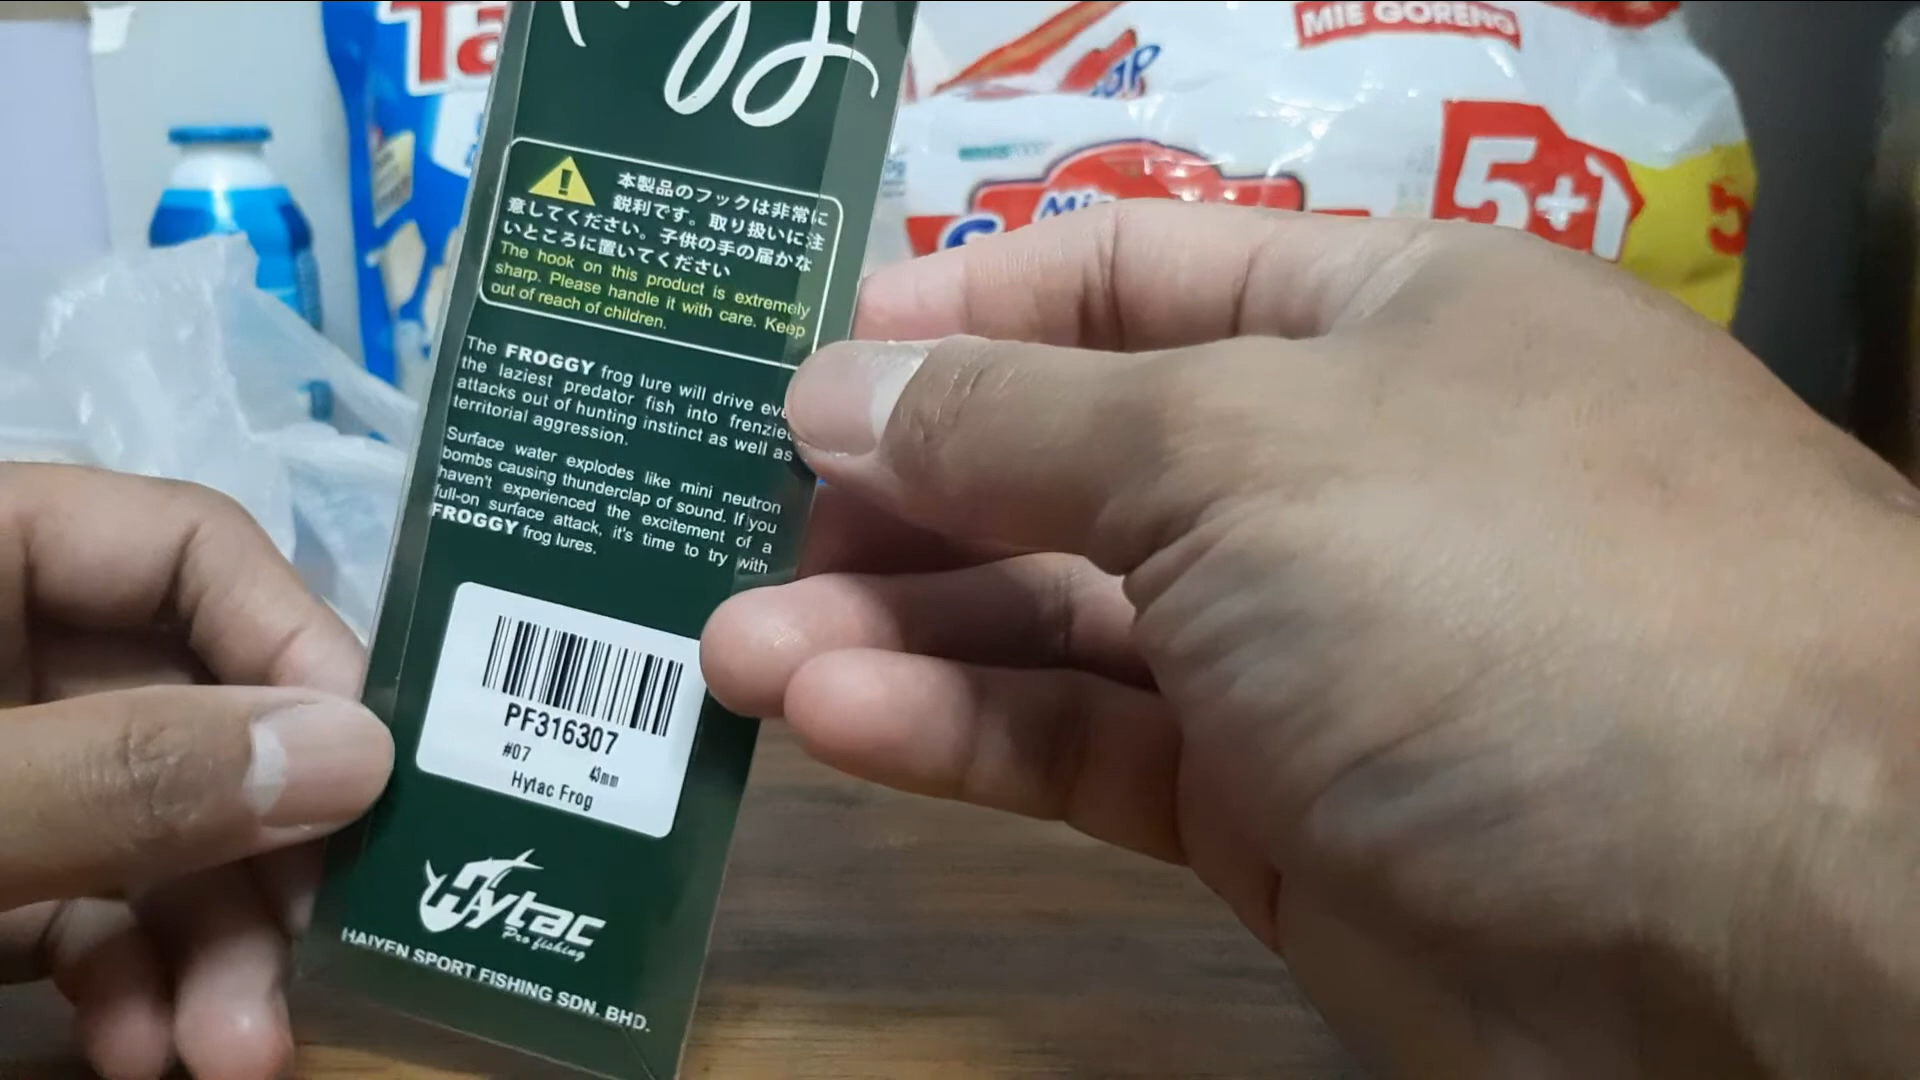 MIE GORENG
5+1
本製品のフックは非常に
鋭利です。取り扱いに注
意してください。子供の手の届かな
いところに置いてください
The hook on this product is extremely
sharp. Please handle it with care. Keep
out of reach of children.
The FROGGY frog lure will drive
the laziest predator fish into
attacks out of hunting instinct as well as
territorial aggression.
Surface water explodes like mini neutron
bombs causing thunderclap of sound. If you
haven't experienced the excitement of a
full-on surface attack, it's time to try with
FROGGY frog lures.
PF316307
#07
43mm
Hytac Frog
Hytac
Pro fishing
HAIYEN SPORT FISHING SDN. BHD.